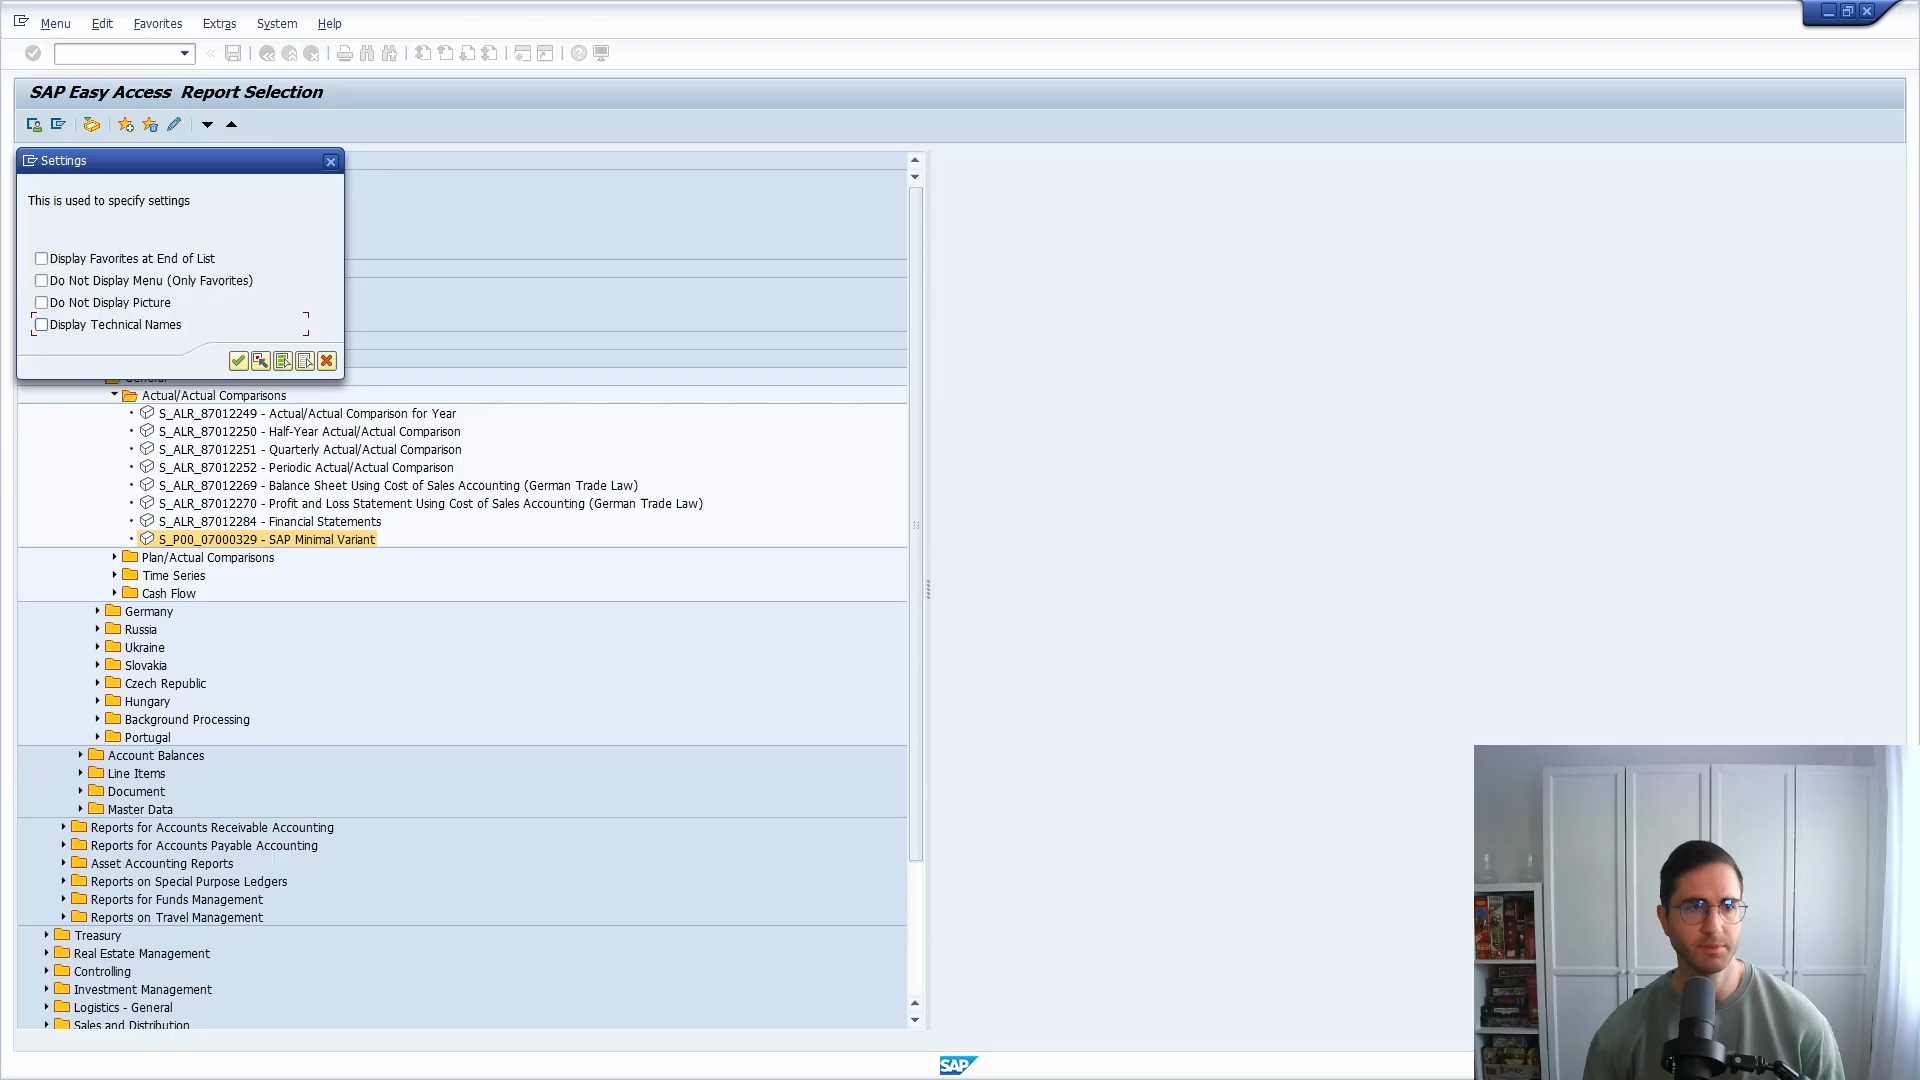 Menu Edit Favorites Extras System Help
SAP Easy Access Report Selection
Settings
This is used to specify settings
Display Favorites at End of List
Do Not Display Menu (Only Favorites)
Do Not Display Picture
Display Technical Names
General
Actual/Actual Comparisons
S_ALR_87012249 - Actual/Actual Comparison for Year
S_ALR_87012250 - Half-Year Actual/Actual Comparison
S_ALR_87012251 - Quarterly Actual/Actual Comparison
S_ALR_87012252 - Periodic Actual/Actual Comparison
S_ALR_87012269 - Balance Sheet Using Cost of Sales Accounting (German Trade Law)
S_ALR_87012270 - Profit and Loss Statement Using Cost of Sales Accounting (German Trade Law)
S_ALR_87012284 - Financial Statements
S_P00_07000329 - SAP Minimal Variant
Plan/Actual Comparisons
Time Series
Cash Flow
Germany
Russia
Ukraine
Slovakia
Czech Republic
Hungary
Background Processing
Portugal
Account Balances
Line Items
Document
Master Data
Reports for Accounts Receivable Accounting
Reports for Accounts Payable Accounting
Asset Accounting Reports
Reports on Special Purpose Ledgers
Reports for Funds Management
Reports on Travel Management
Treasury
Real Estate Management
Controlling
Investment Management
Logistics - General
Sales and Distribution
SAP